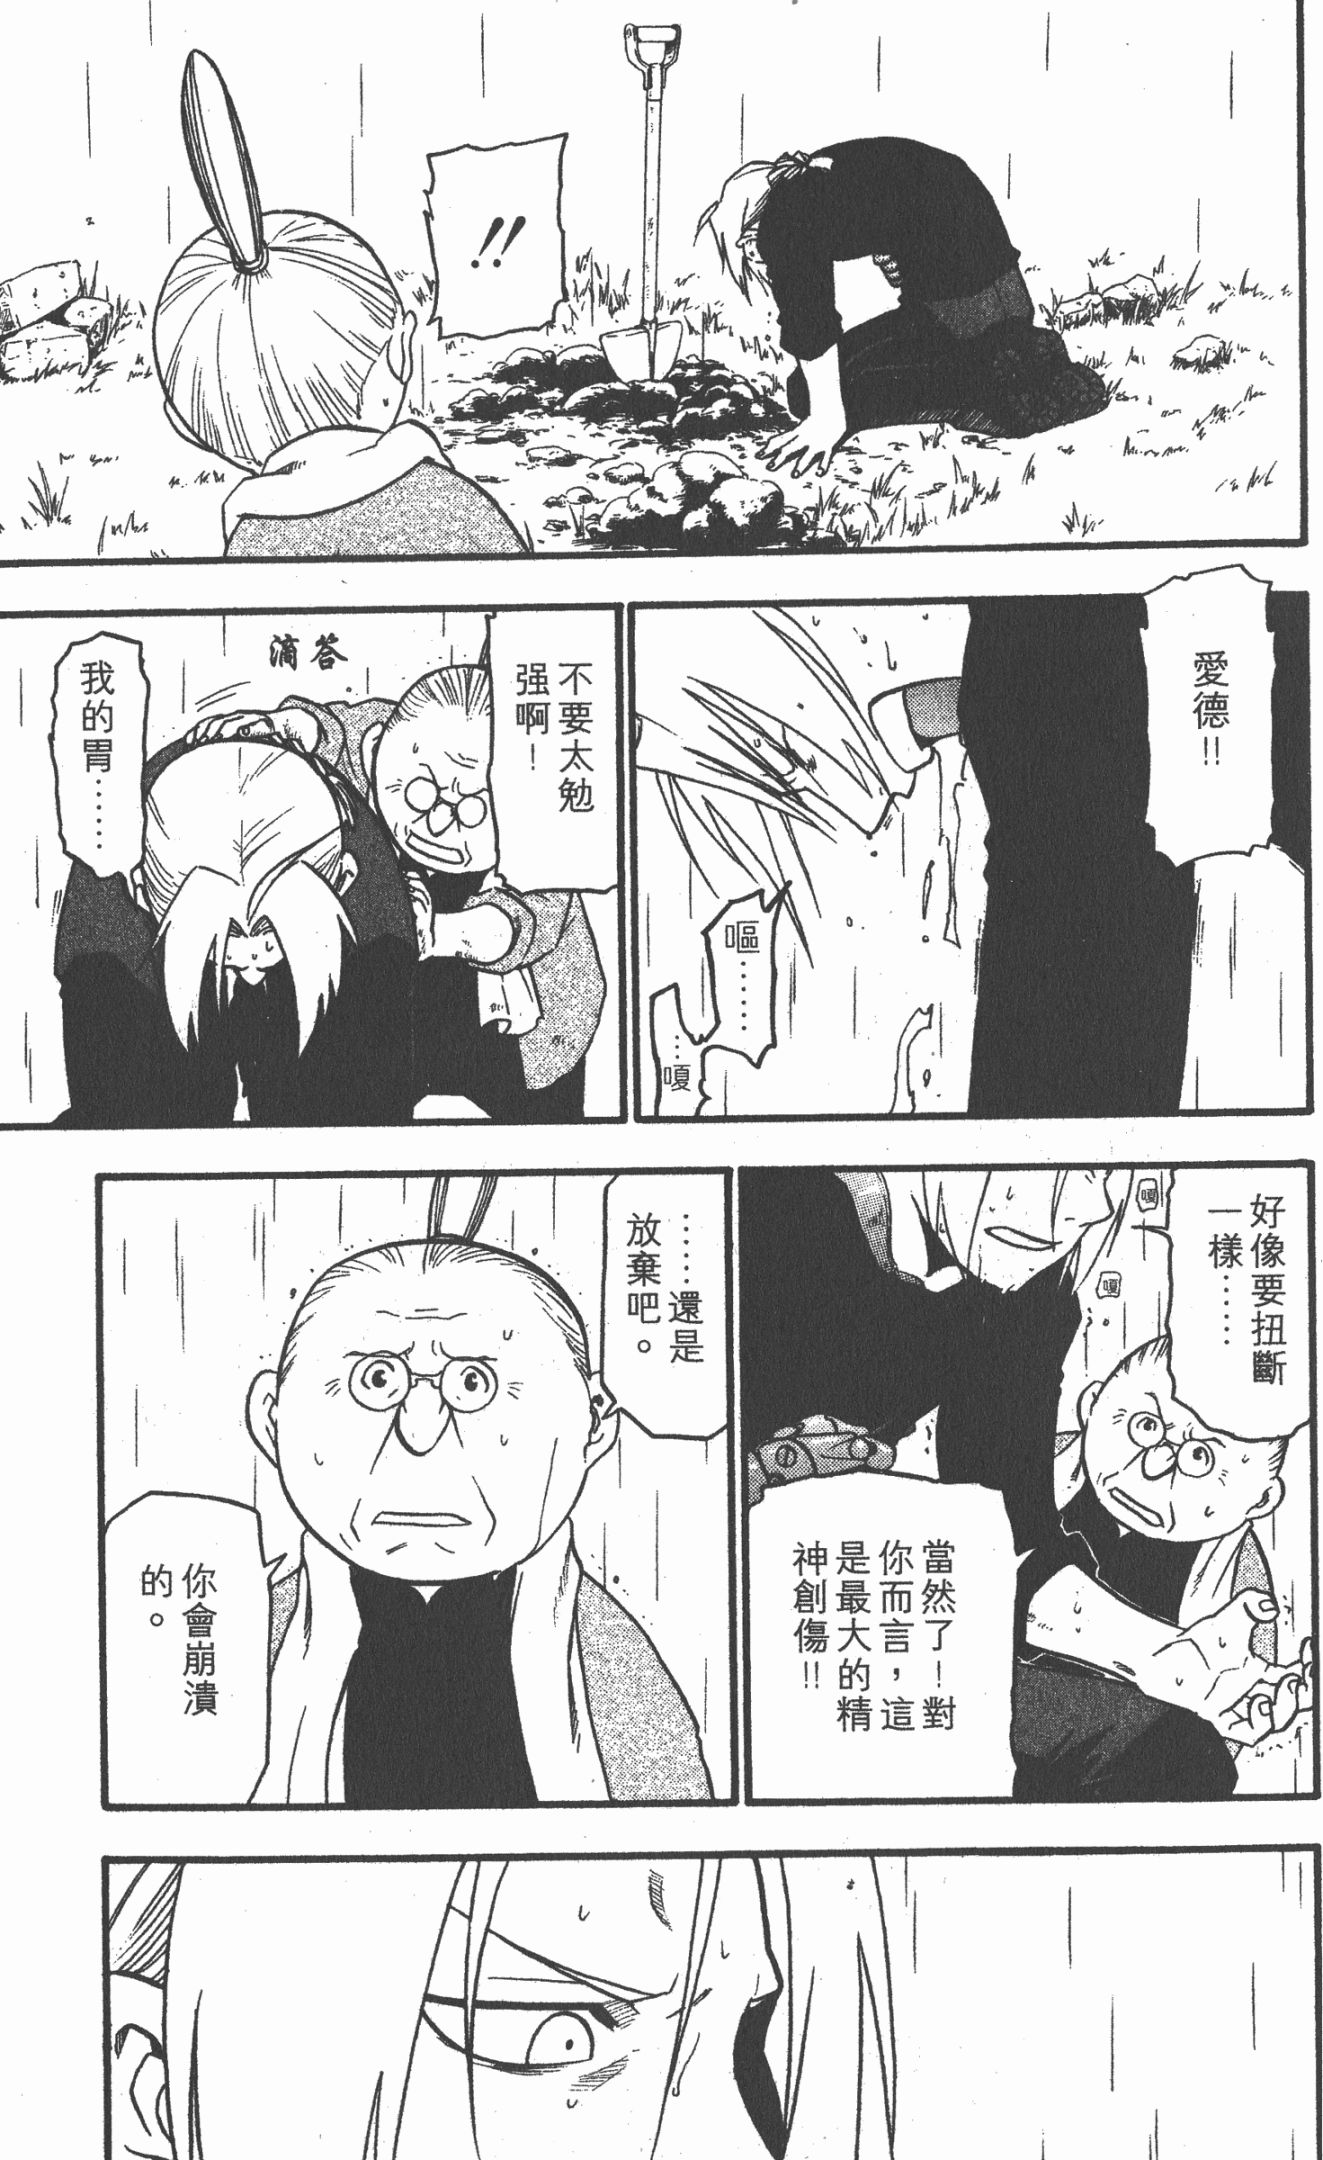 !!
愛德!!
嘔……
…嗄
不要太勉
强啊！
滴答
我的胃……
好像要扭斷
一樣……
嗄
嗄
當然了！對
你而言，這
是最大的精
神創傷!!
……還是
放棄吧。
你會崩潰
的。